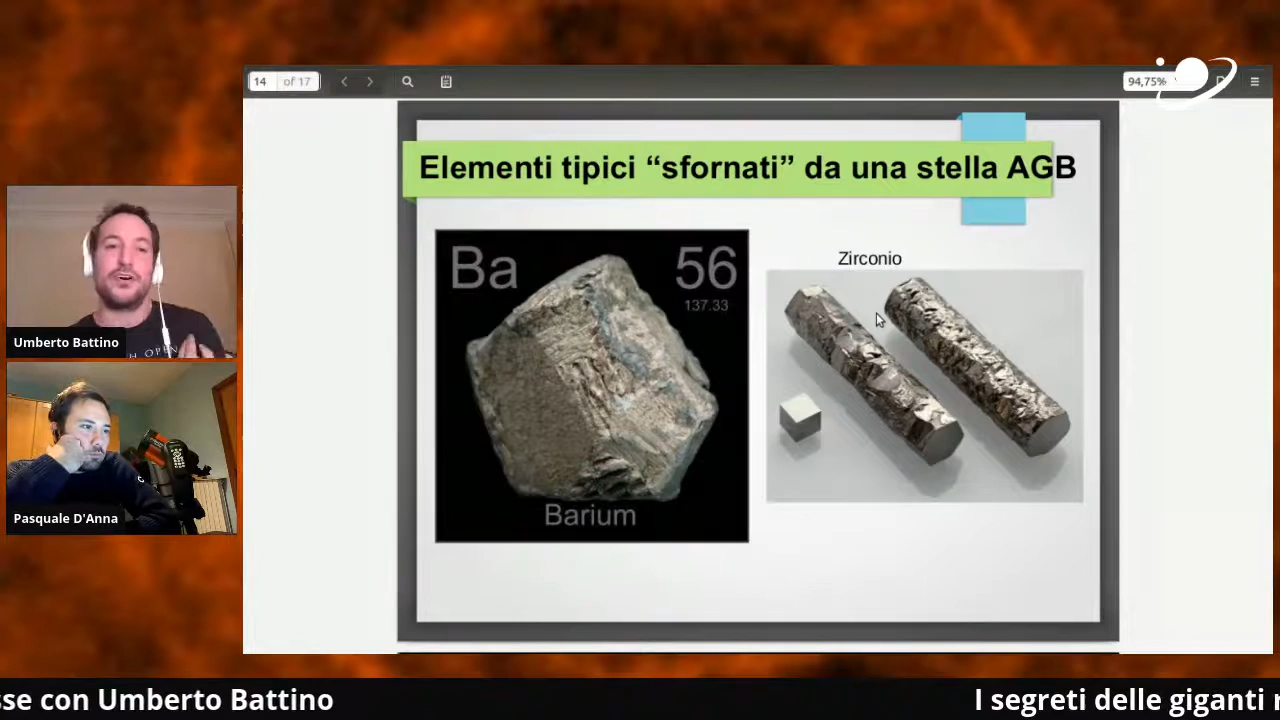 14 of 17
94,75%
Elementi tipici “sfornati” da una stella AGB
Ba 56
137.33
Barium
Zirconio
Umberto Battino
H OPEN
Pasquale D'Anna
sse con Umberto Battino
I segreti delle giganti r